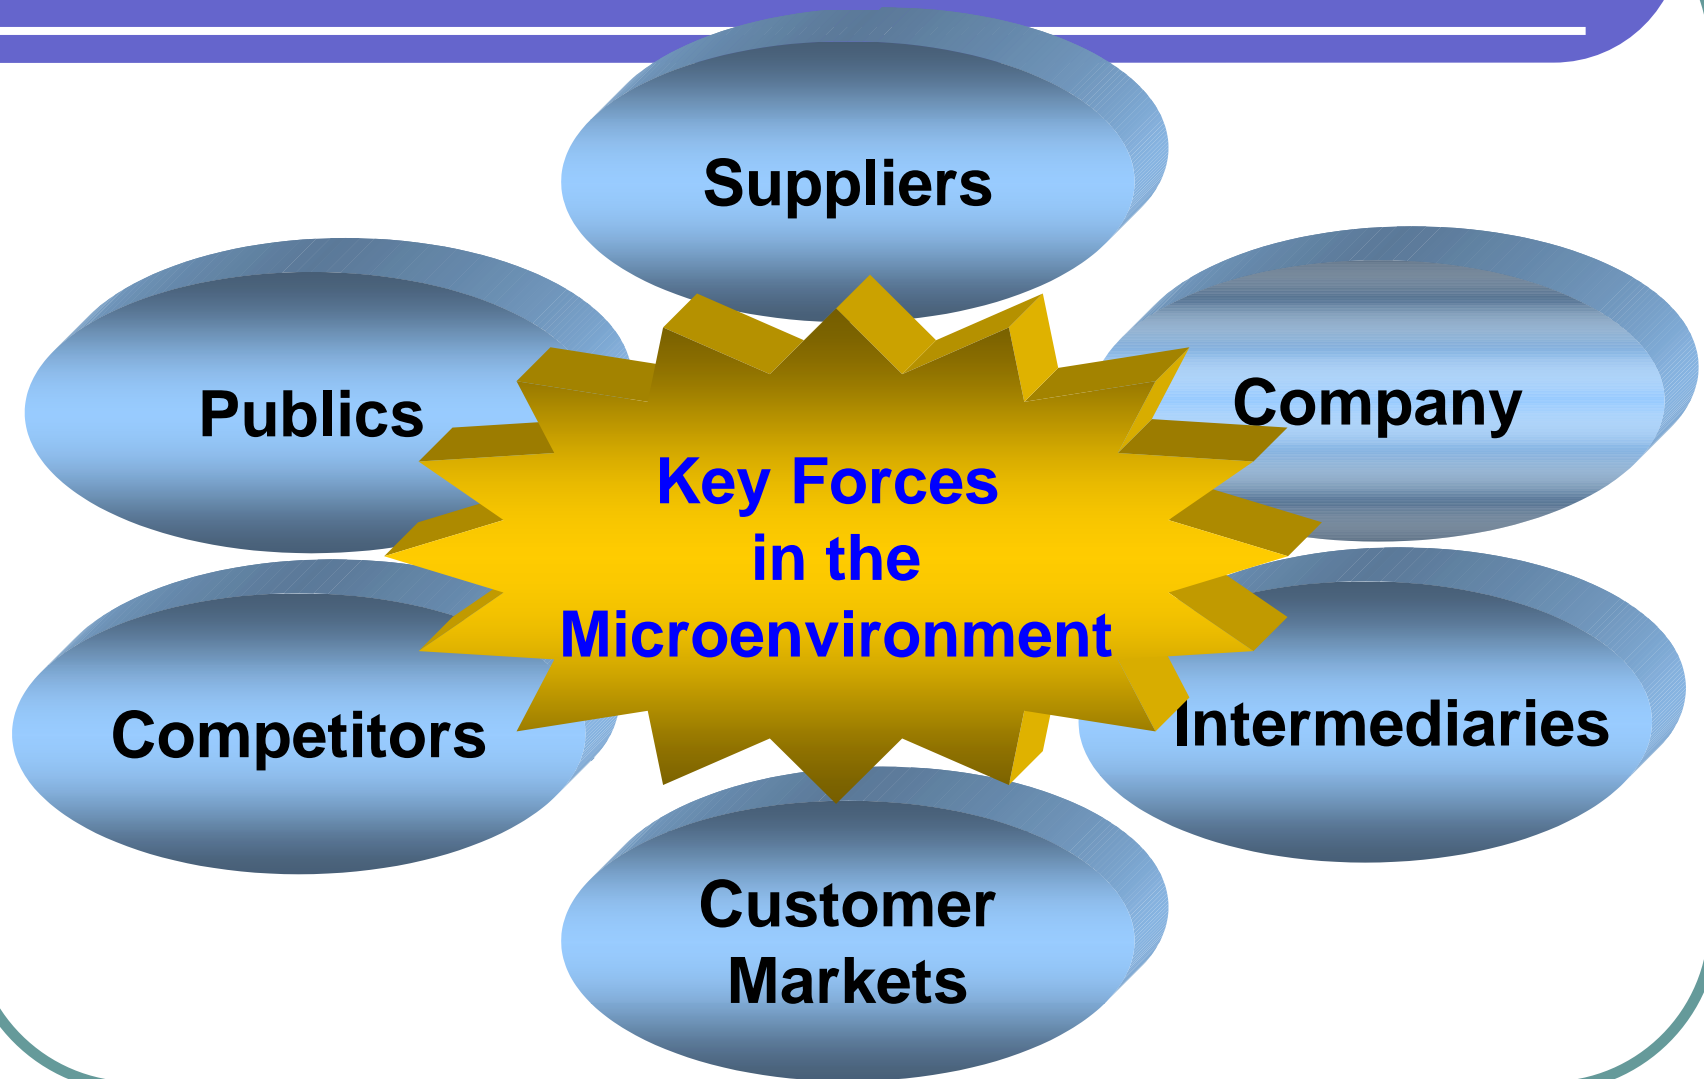 Suppliers
Publics
Company
Key Forces
in the
Microenvironment
Competitors
Intermediaries
Customer
Markets